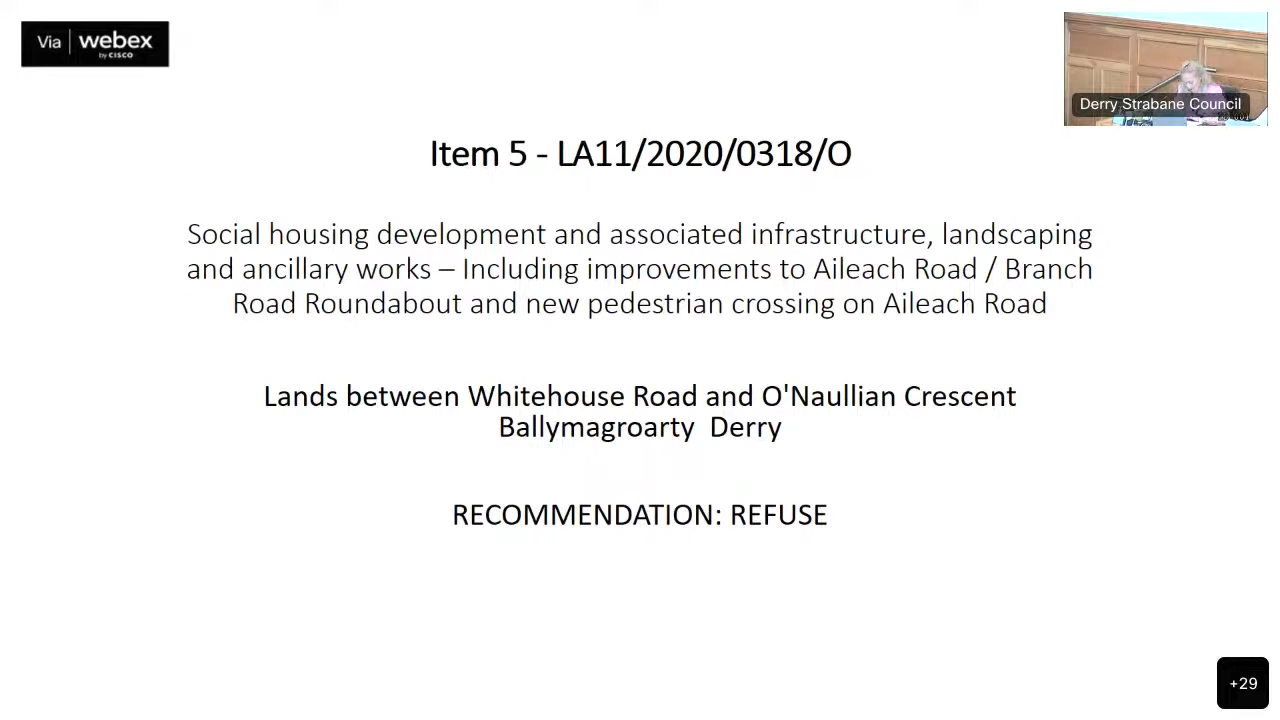 Via webex
by CISCO
Derry Strabane Council
Item 5 - LA11/2020/0318/O
Social housing development and associated infrastructure, landscaping
and ancillary works – Including improvements to Aileach Road / Branch
Road Roundabout and new pedestrian crossing on Aileach Road
Lands between Whitehouse Road and O'Naullian Crescent
Ballymagroarty Derry
RECOMMENDATION: REFUSE
+29